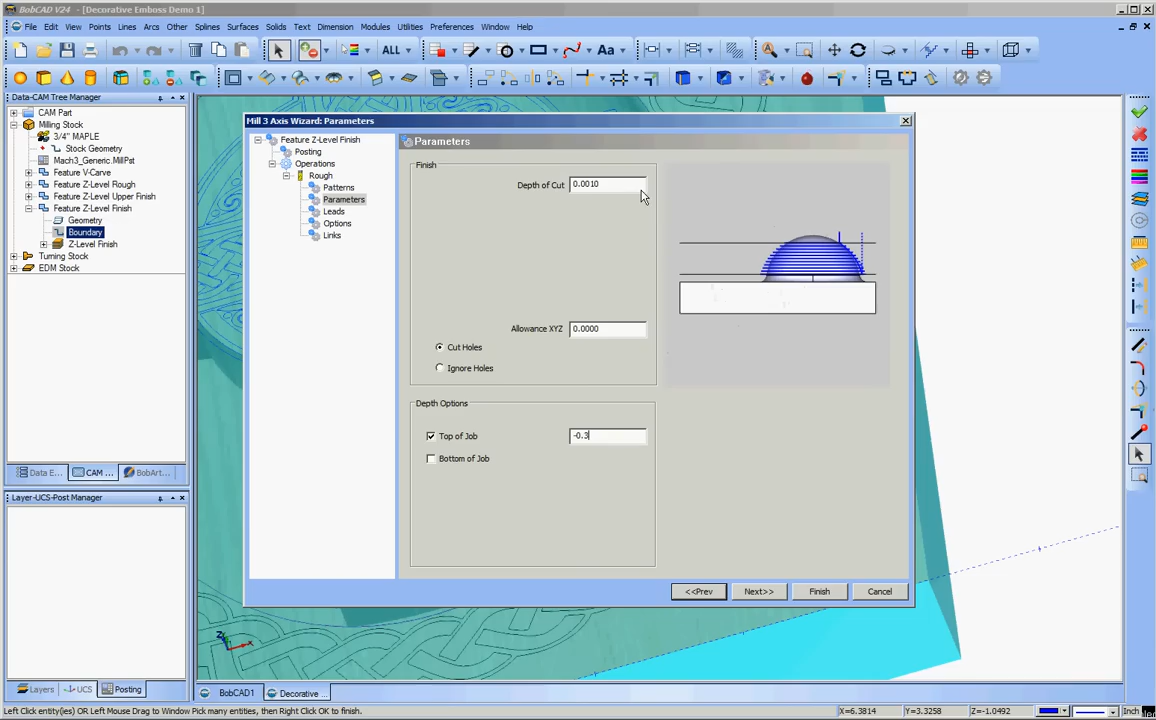 BobCAD V24 - [Decorative Emboss Demo 1]
File Edit View Points Lines Arcs Other Splines Surfaces Solids Text Dimension Modules Utilities Preferences Window Help
ALL Aa
Data-CAM Tree Manager
CAM Part
Milling Stock
3/4" MAPLE
Stock Geometry
Mach3_Generic.MillPst
Feature V-Carve
Feature Z-Level Rough
Feature Z-Level Upper Finish
Feature Z-Level Finish
Geometry
Boundary
Z-Level Finish
Turning Stock
EDM Stock
Data E... CAM ... BobArt...
Layer-UCS-Post Manager
Layers UCS Posting
Mill 3 Axis Wizard: Parameters
Feature Z-Level Finish
Posting
Operations
Rough
Patterns
Parameters
Leads
Options
Links
Parameters
Finish
Depth of Cut 0.0010
Allowance XYZ 0.0000
Cut Holes
Ignore Holes
Depth Options
Top of Job -0.3
Bottom of Job
<<Prev Next>> Finish Cancel
BobCAD1 Decorative ...
Left Click entity(ies) OR Left Mouse Drag to Window Pick many entities, then Right Click OK to finish.
X=6.3814 Y=3.3258 Z=-1.0492 Inch